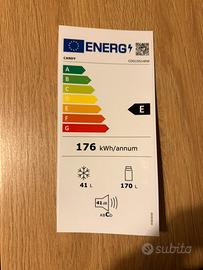 ENERG
CANDY
A
B
C
D
E
F
G
E
176 kWh/annum
41 L
170 L
41 dB
ABCD
subito